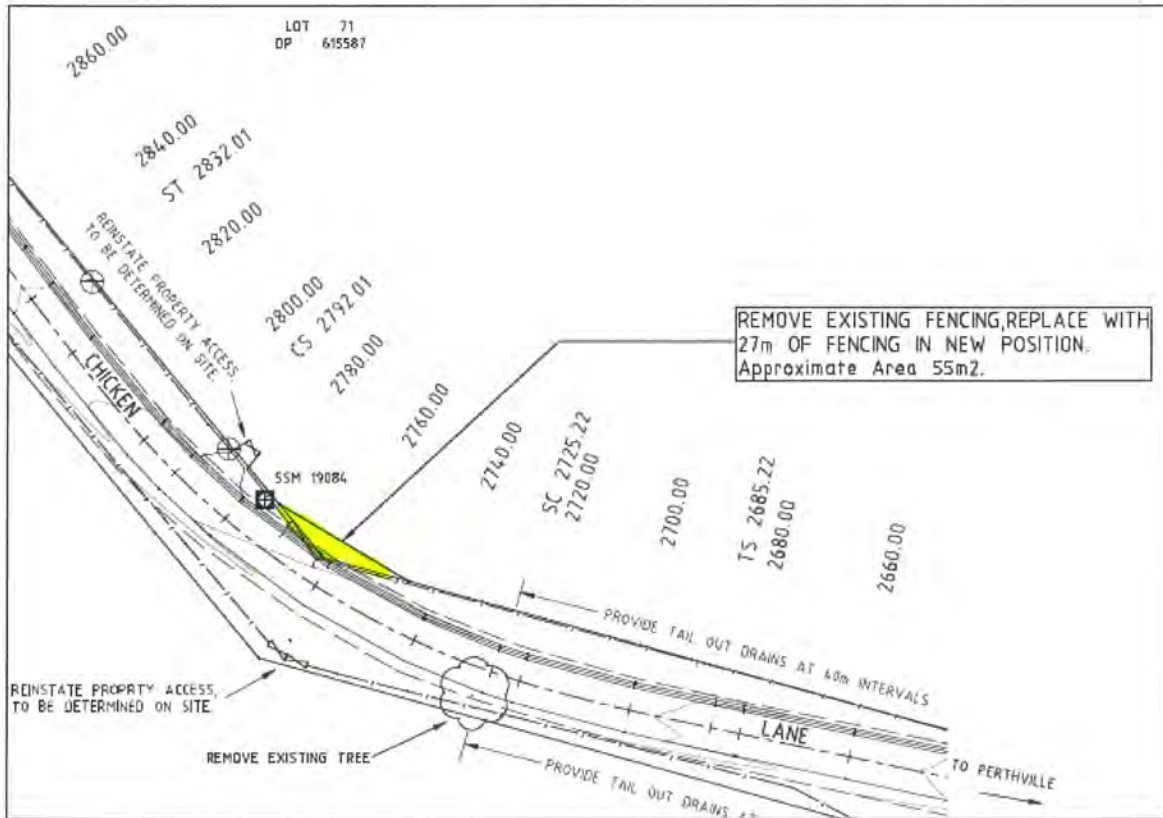 LOT 71
DP 615587
2860.00
2840.00
ST 2832.01
2820.00
REINSTATE PROPERTY ACCESS,
TO BE DETERMINED ON SITE.
2800.00
CS 2792.01
2780.00
2760.00
2740.00
SC 2725.22
2720.00
2700.00
TS 2685.22
2680.00
2660.00
REMOVE EXISTING FENCING,REPLACE WITH
27m OF FENCING IN NEW POSITION.
Approximate Area 55m2.
CHICKEN
SSM 19084
PROVIDE TAIL OUT DRAINS AT 60m INTERVALS
REINSTATE PROPRTY ACCESS,
TO BE DETERMINED ON SITE.
REMOVE EXISTING TREE
LANE
TO PERTHVILLE
PROVIDE TAIL OUT DRAINS